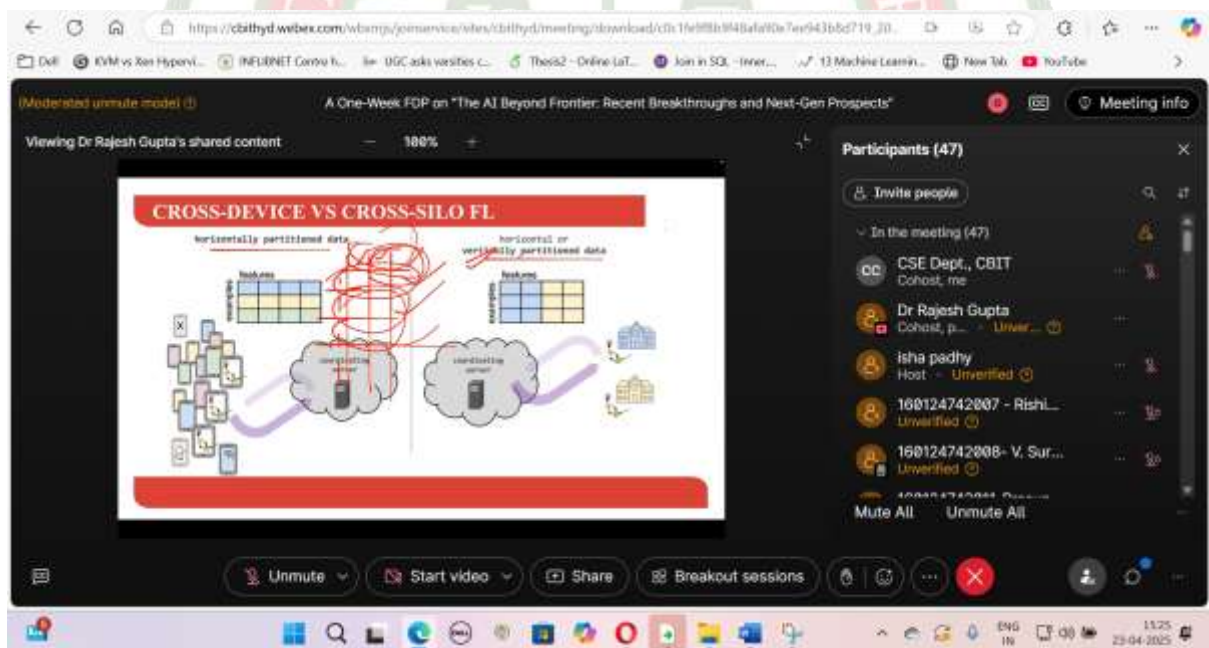 https://cbithyd.webex.com/
Dell
KVM vs Xen Hypervi...
INFLIBNET Centre h...
UGC asks varsities c...
Thesis2 - Online LaT...
Join in SQL - Inner...
13 Machine Learnin...
New Tab
YouTube
(Moderated unmute mode)
A One-Week FDP on "The AI Beyond Frontier: Recent Breakthroughs and Next-Gen Prospects"
CC
Meeting info
Viewing Dr Rajesh Gupta's shared content
100%
Participants (47)
CROSS-DEVICE VS CROSS-SILO FL
horizontally partitioned data
horizontal or
vertically partitioned data
features
examples
features
examples
coordinating
server
coordinating
server
Invite people
In the meeting (47)
CC
CSE Dept., CBIT
Cohost, me
Dr Rajesh Gupta
Cohost, p... Unver...
isha padhy
Host - Unverified
160124742007 - Rishi...
Unverified
160124742008- V. Sur...
Unverified
Mute All
Unmute All
Unmute
Start video
Share
Breakout sessions
DELL
ENG
IN
15:25
23-04-2025